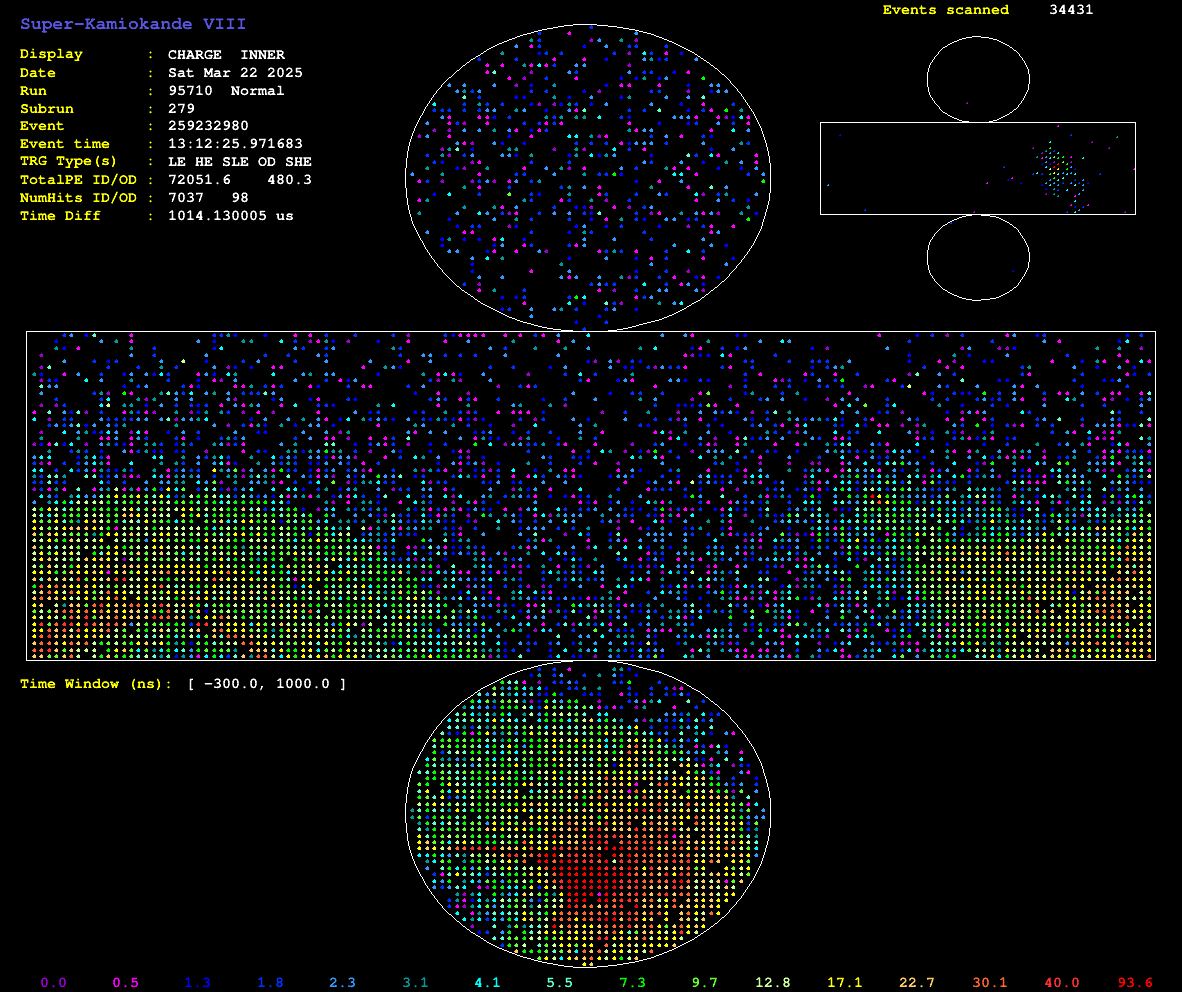 Super-Kamiokande VIII
Events scanned 34431
Display : CHARGE INNER
Date : Sat Mar 22 2025
Run : 95710 Normal
Subrun : 279
Event : 259232980
Event time : 13:12:25.971683
TRG Type(s) : LE HE SLE OD SHE
TotalPE ID/OD : 72051.6 480.3
NumHits ID/OD : 7037 98
Time Diff : 1014.130005 us
Time Window (ns): [ -300.0, 1000.0 ]
0.0 0.5 1.3 1.8 2.3 3.1 4.1 5.5 7.3 9.7 12.8 17.1 22.7 30.1 40.0 93.6